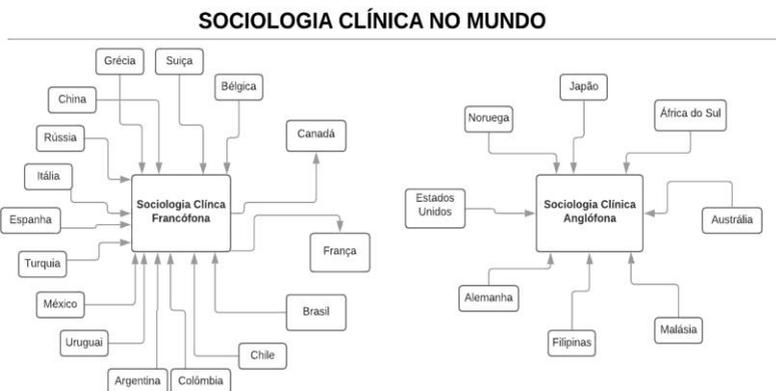 SOCIOLOGIA CLÍNICA NO MUNDO
Grécia
Suiça
Bélgica
China
Rússia
Itália
Espanha
Turquia
México
Uruguai
Argentina
Colômbia
Chile
Brasil
França
Canadá
Sociologia Clínca
Francófona
Japão
Noruega
África do Sul
Estados
Unidos
Sociologia Clínica
Anglófona
Austrália
Alemanha
Filipinas
Malásia